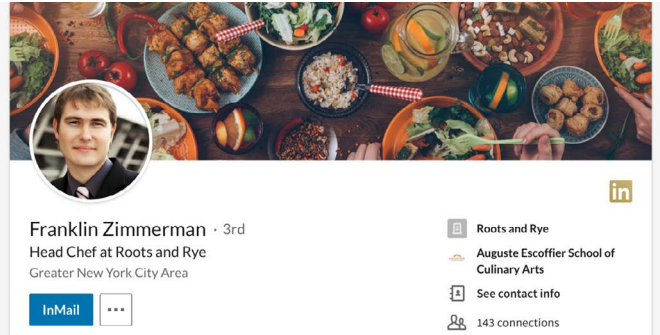 in
Franklin Zimmerman · 3rd
Head Chef at Roots and Rye
Greater New York City Area
InMail
Roots and Rye
Auguste Escoffier School of
Culinary Arts
See contact info
143 connections